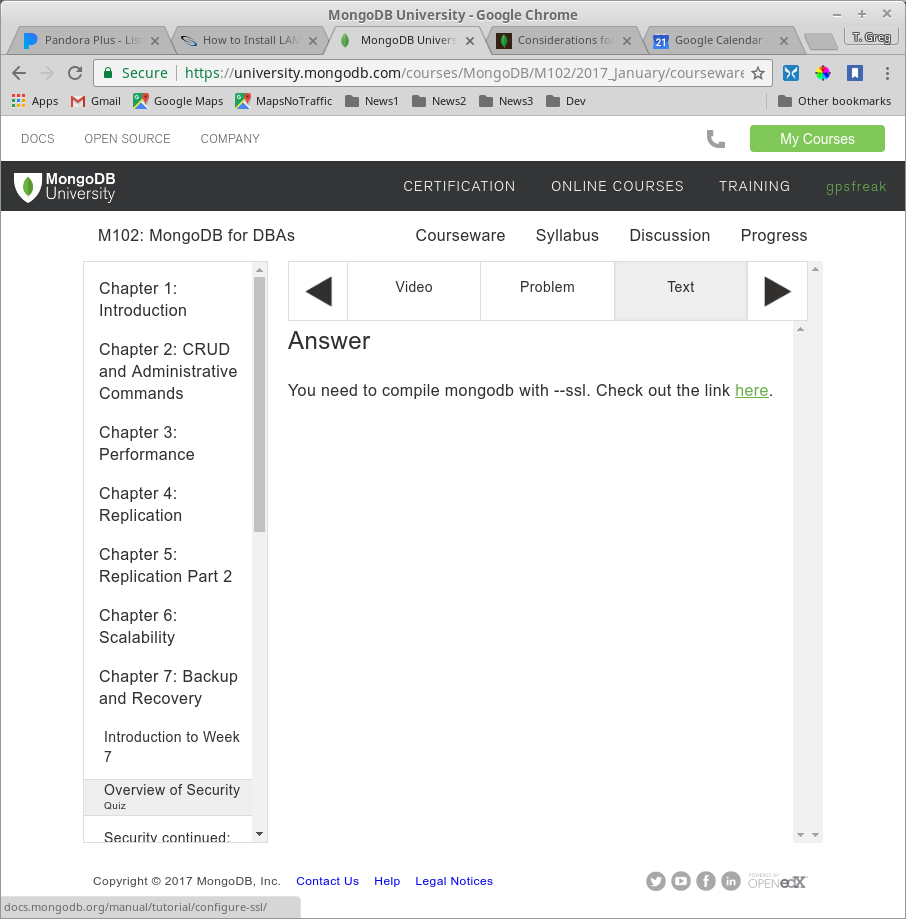 MongoDB University - Google Chrome
Pandora Plus - List
How to Install LAM
MongoDB Univers
Considerations fo
Google Calendar -
T. Greg
Secure
https://university.mongodb.com/courses/MongoDB/M102/2017_January/courseware
Apps
Gmail
Google Maps
MapsNoTraffic
News1
News2
News3
Dev
Other bookmarks
DOCS
OPEN SOURCE
COMPANY
My Courses
MongoDB
University
CERTIFICATION
ONLINE COURSES
TRAINING
gpsfreak
M102: MongoDB for DBAs
Courseware
Syllabus
Discussion
Progress
Chapter 1:
Introduction
Chapter 2: CRUD
and Administrative
Commands
Chapter 3:
Performance
Chapter 4:
Replication
Chapter 5:
Replication Part 2
Chapter 6:
Scalability
Chapter 7: Backup
and Recovery
Introduction to Week
7
Overview of Security
Quiz
Security continued:
Video
Problem
Text
Answer
You need to compile mongodb with --ssl. Check out the link here.
Copyright © 2017 MongoDB, Inc.
Contact Us
Help
Legal Notices
POWERED BY
OPEN edX
docs.mongodb.org/manual/tutorial/configure-ssl/